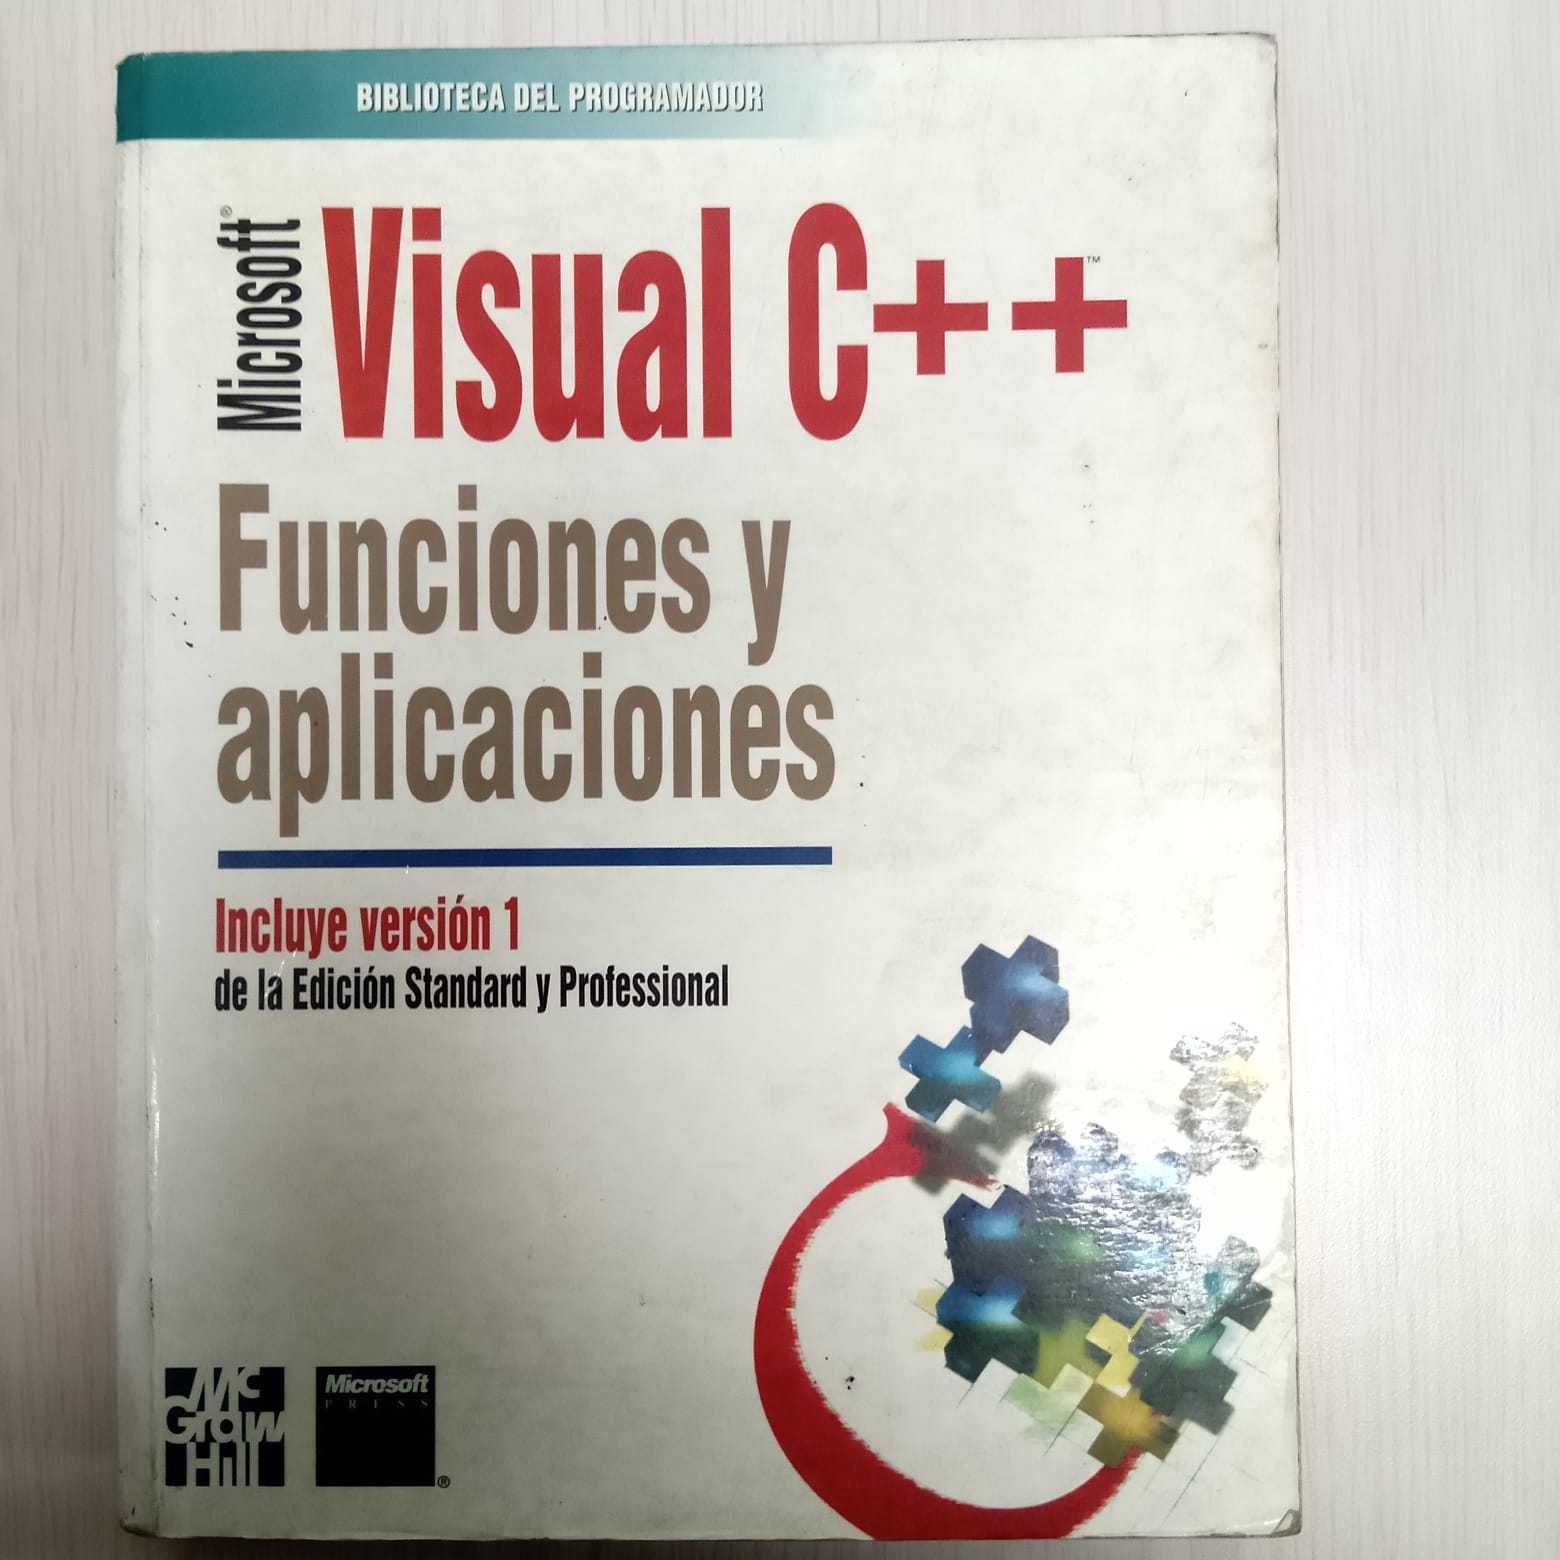 BIBLIOTECA DEL PROGRAMADOR
Microsoft®
Visual C++™
Funciones y
aplicaciones
Incluye versión 1
de la Edición Standard y Professional
Mc
Graw
Hill
Microsoft
PRESS
®